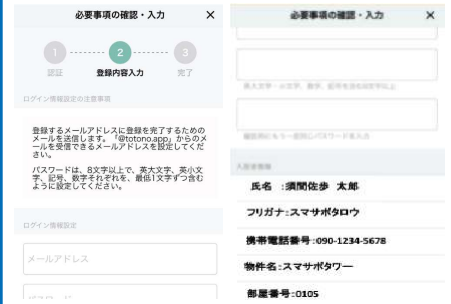 必要事項の確認・入力 ×
1 2 3
認証 登録内容入力 完了
ログイン情報設定の注意事項
登録するメールアドレスに登録を完了するための
メールを送信します。「@totono.app」からのメ
ールを受信できるメールアドレスを設定してくだ
さい。
パスワードは、8文字以上で、英大文字、英小文
字、記号、数字それぞれを、最低1文字ずつ含む
ように設定してください。
ログイン情報設定
メールアドレス
パスワード
必要事項の確認・入力 ×
入居者情報
氏名 :須間佐歩 太郎
フリガナ:スマサポタロウ
携帯電話番号:090-1234-5678
物件名:スマサポタワー
部屋番号:0105